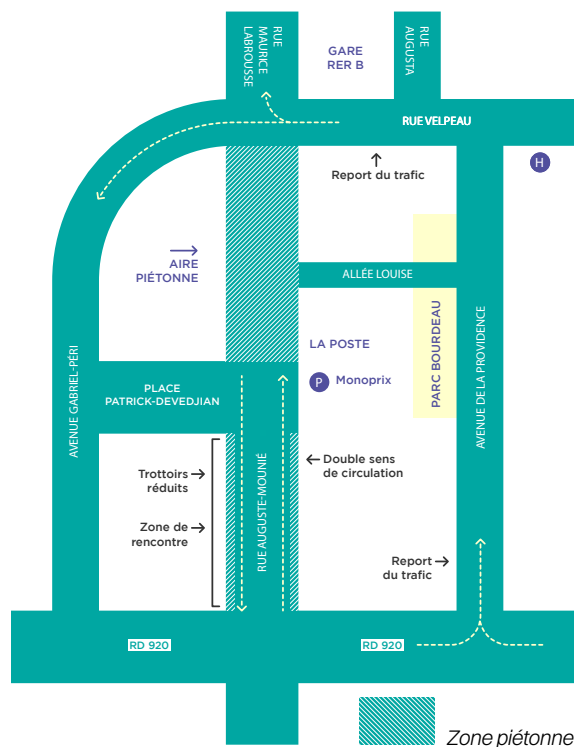 RUE
MAURICE
LABROUSSE
GARE
RER B
RUE
AUGUSTA
RUE VELPEAU
H
Report du trafic
AIRE
PIÉTONNE
ALLÉE LOUISE
LA POSTE
P Monoprix
PARC BOURDEAU
AVENUE DE LA PROVIDENCE
AVENUE GABRIEL-PÉRI
PLACE
PATRICK-DEVEDJIAN
Trottoirs
réduits
Zone de
rencontre
RUE AUGUSTE-MOUNIÉ
Double sens
de circulation
Report
du trafic
RD 920
RD 920
Zone piétonne